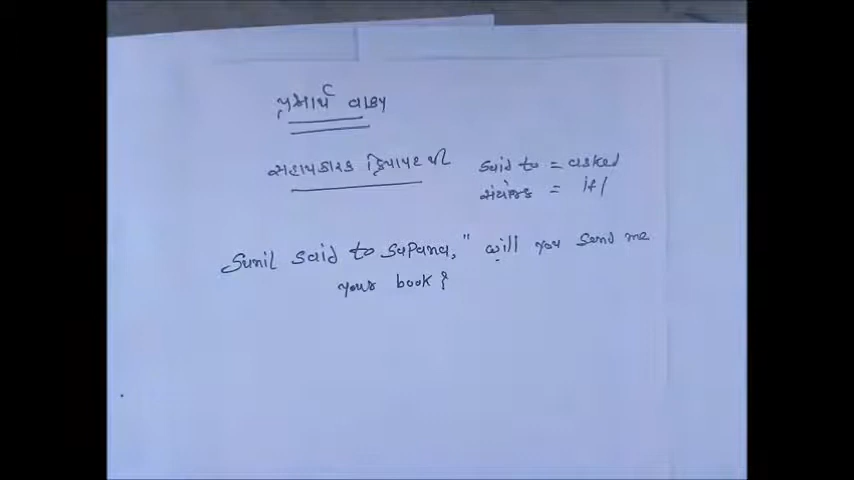 પ્રશ્નાર્થ વાક્ય
સહાયકારક ક્રિયાપદ થી
said to = asked
સંયોજક = if/
Sunil said to Sapana, " will you send me
your book ?